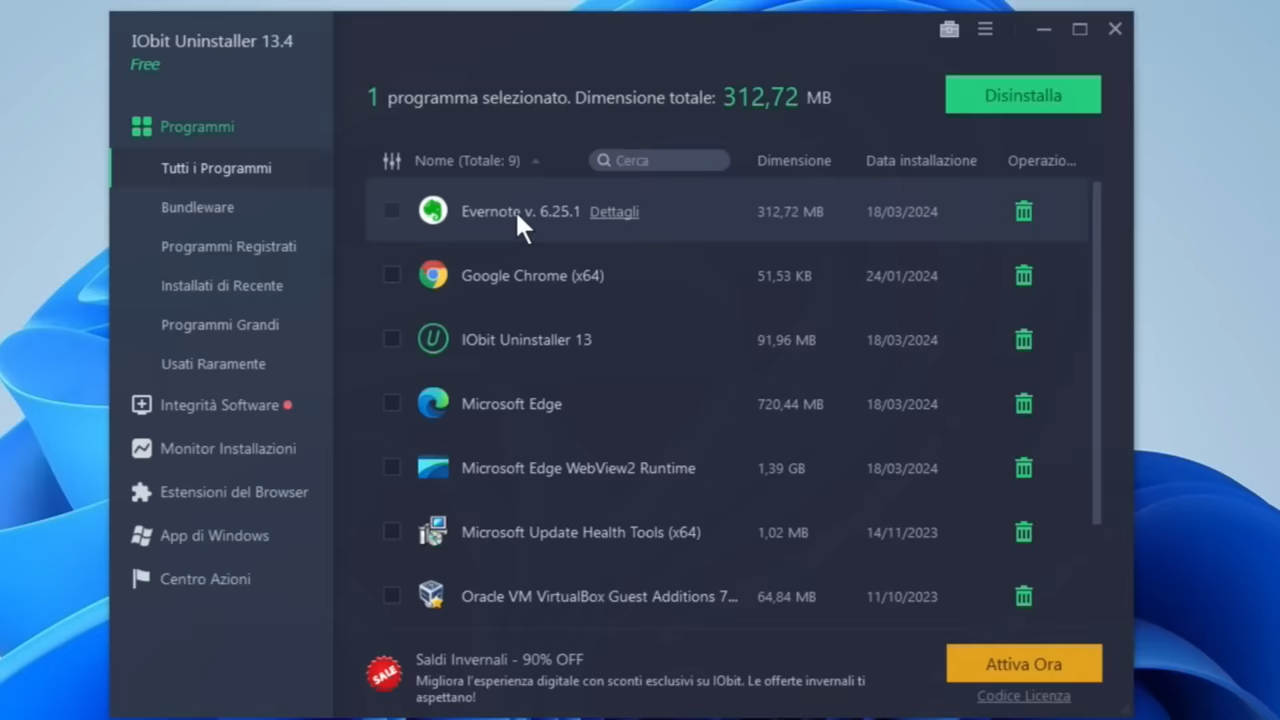 IObit Uninstaller 13.4
Free
Programmi
Tutti i Programmi
Bundleware
Programmi Registrati
Installati di Recente
Programmi Grandi
Usati Raramente
Integrità Software
Monitor Installazioni
Estensioni del Browser
App di Windows
Centro Azioni
1 programma selezionato. Dimensione totale: 312,72 MB
Disinstalla
Nome (Totale: 9) Cerca Dimensione Data installazione Operazio...
Evernote v. 6.25.1 Dettagli 312,72 MB 18/03/2024
Google Chrome (x64) 51,53 KB 24/01/2024
IObit Uninstaller 13 91,96 MB 18/03/2024
Microsoft Edge 720,44 MB 18/03/2024
Microsoft Edge WebView2 Runtime 1,39 GB 18/03/2024
Microsoft Update Health Tools (x64) 1,02 MB 14/11/2023
Oracle VM VirtualBox Guest Additions 7... 64,84 MB 11/10/2023
SALE
Saldi Invernali - 90% OFF
Migliora l'esperienza digitale con sconti esclusivi su IObit. Le offerte invernali ti
aspettano!
Attiva Ora
Codice Licenza